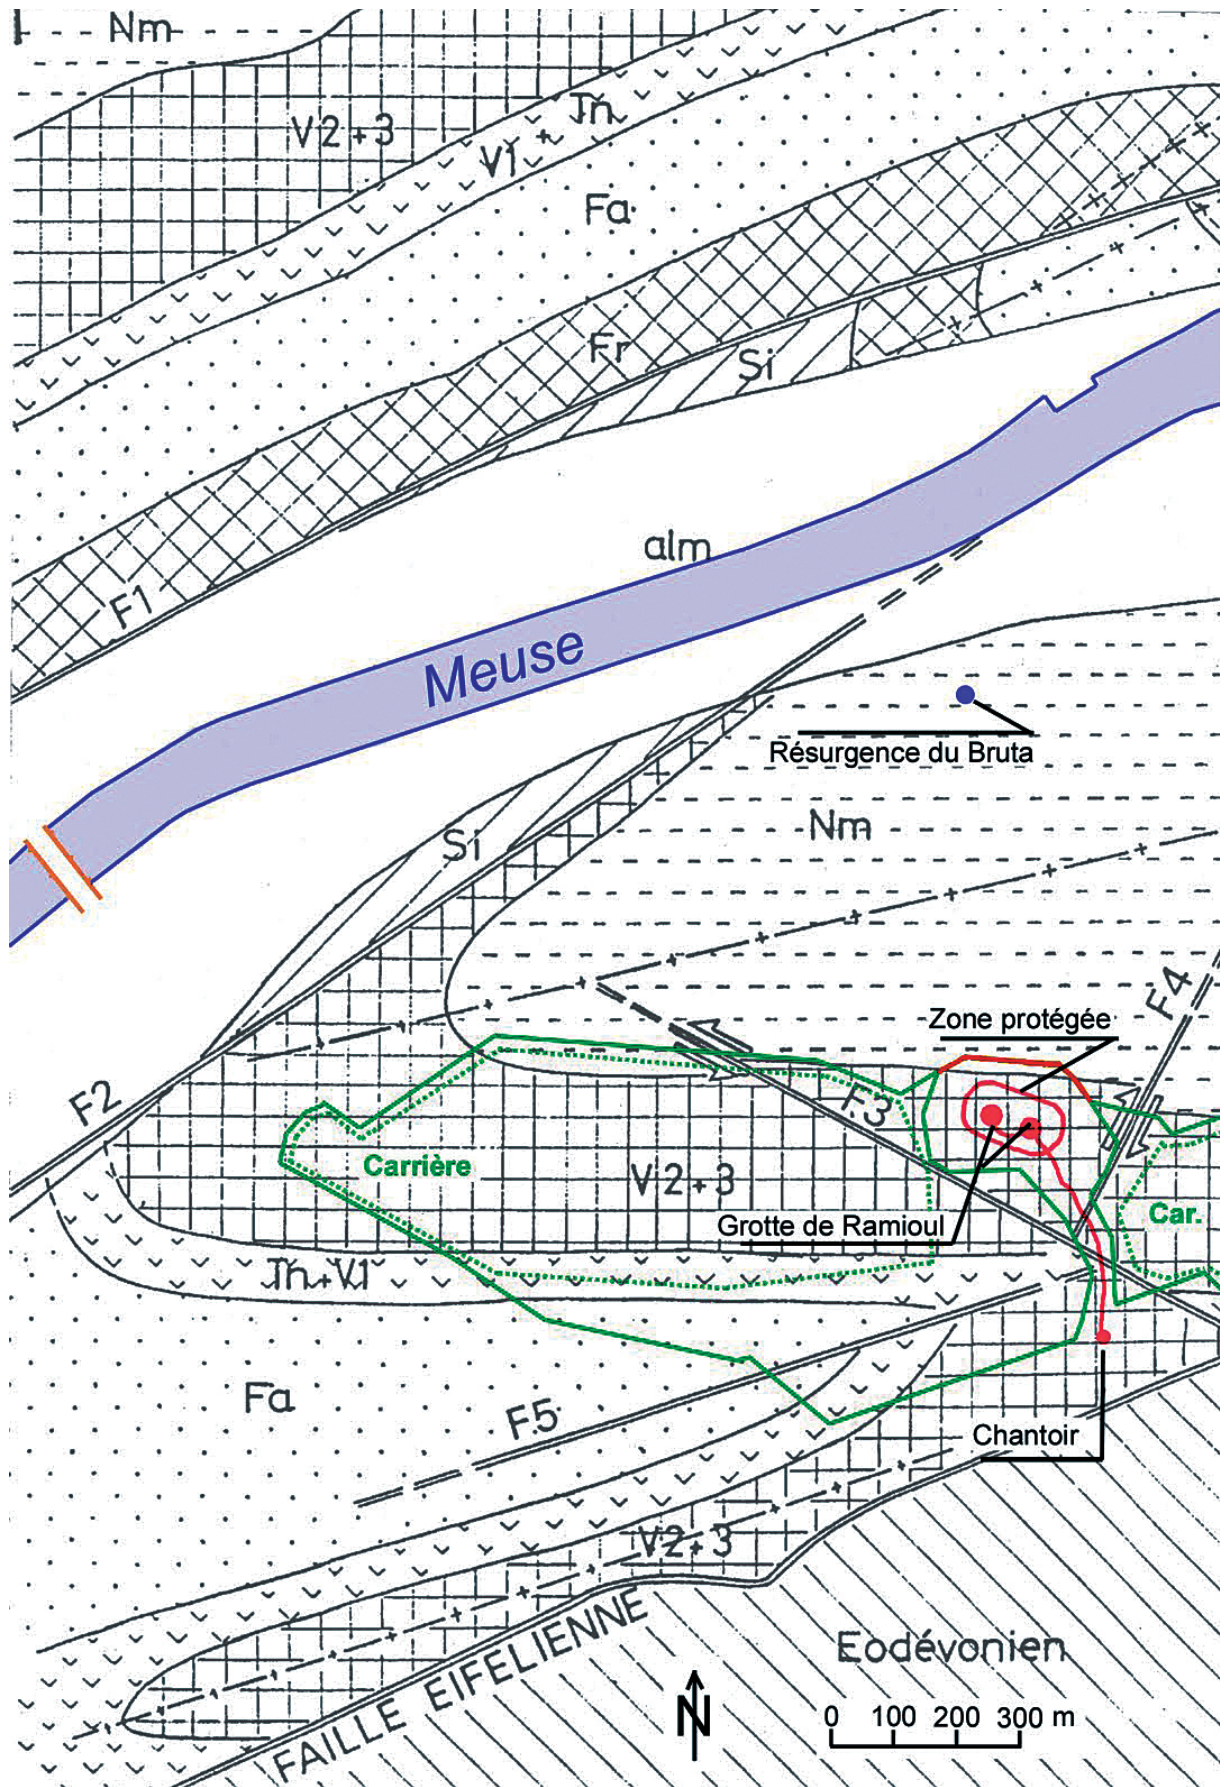 Nm
V2+3
Tn
+
V1
Fa
Fr
Si
F1
alm
Meuse
Résurgence du Bruta
Nm
Si
F4
Zone protégée
F2
F3
Carrière
V2+3
Grotte de Ramioul
Car.
Tn+V1
Fa
F5
Chantoir
V2+3
FAILLE EIFELIENNE
Eodévonien
N
0 100 200 300 m